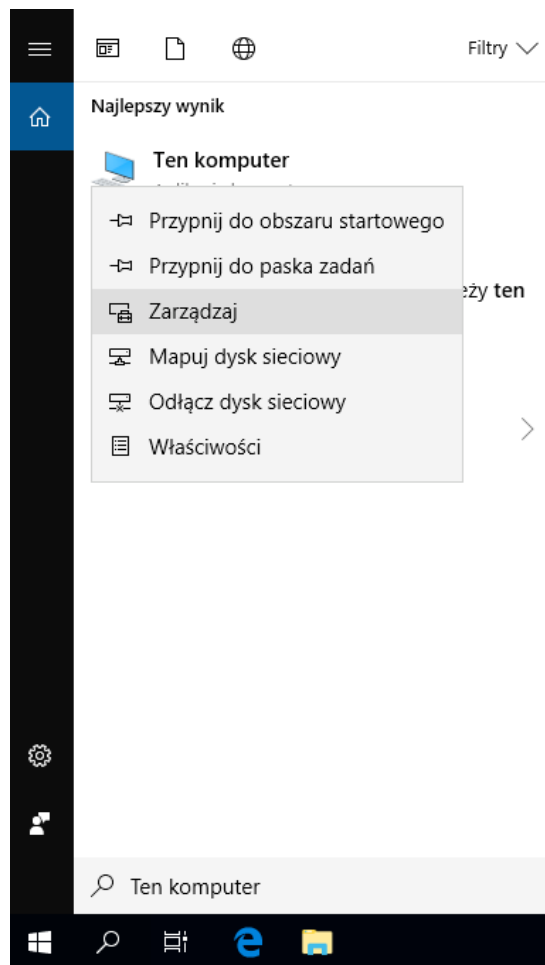 Filtry
Najlepszy wynik
Ten komputer
Przypnij do obszaru startowego
Przypnij do paska zadań
ten
Zarządzaj
Mapuj dysk sieciowy
Odłącz dysk sieciowy
Właściwości
Ten komputer